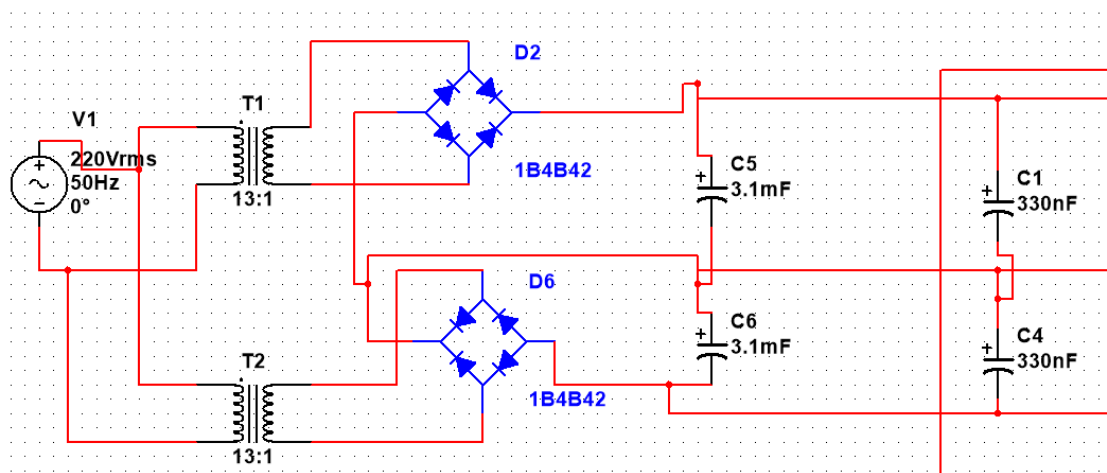 D2
T1
V1
220Vrms
50Hz
0°
13:1
1B4B42
+
C5
3.1mF
+
C1
330nF
D6
T2
13:1
1B4B42
+
C6
3.1mF
+
C4
330nF
+